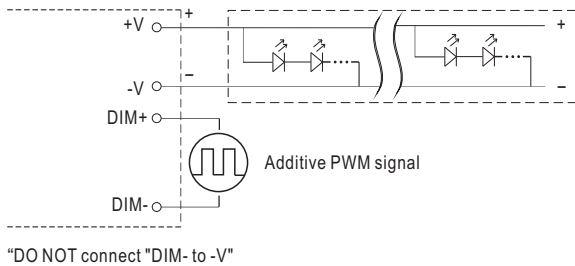 +V + +
-V - -
DIM+
Additive PWM signal
DIM-
“DO NOT connect "DIM- to -V"